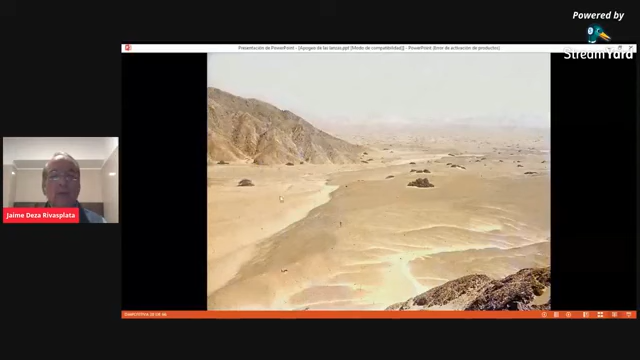 Powered by
StreamYard
Presentación de PowerPoint - [Apogeo de las lanzas.ppt [Modo de compatibilidad]] - PowerPoint (Error de activación de productos)
Jaime Deza Rivasplata